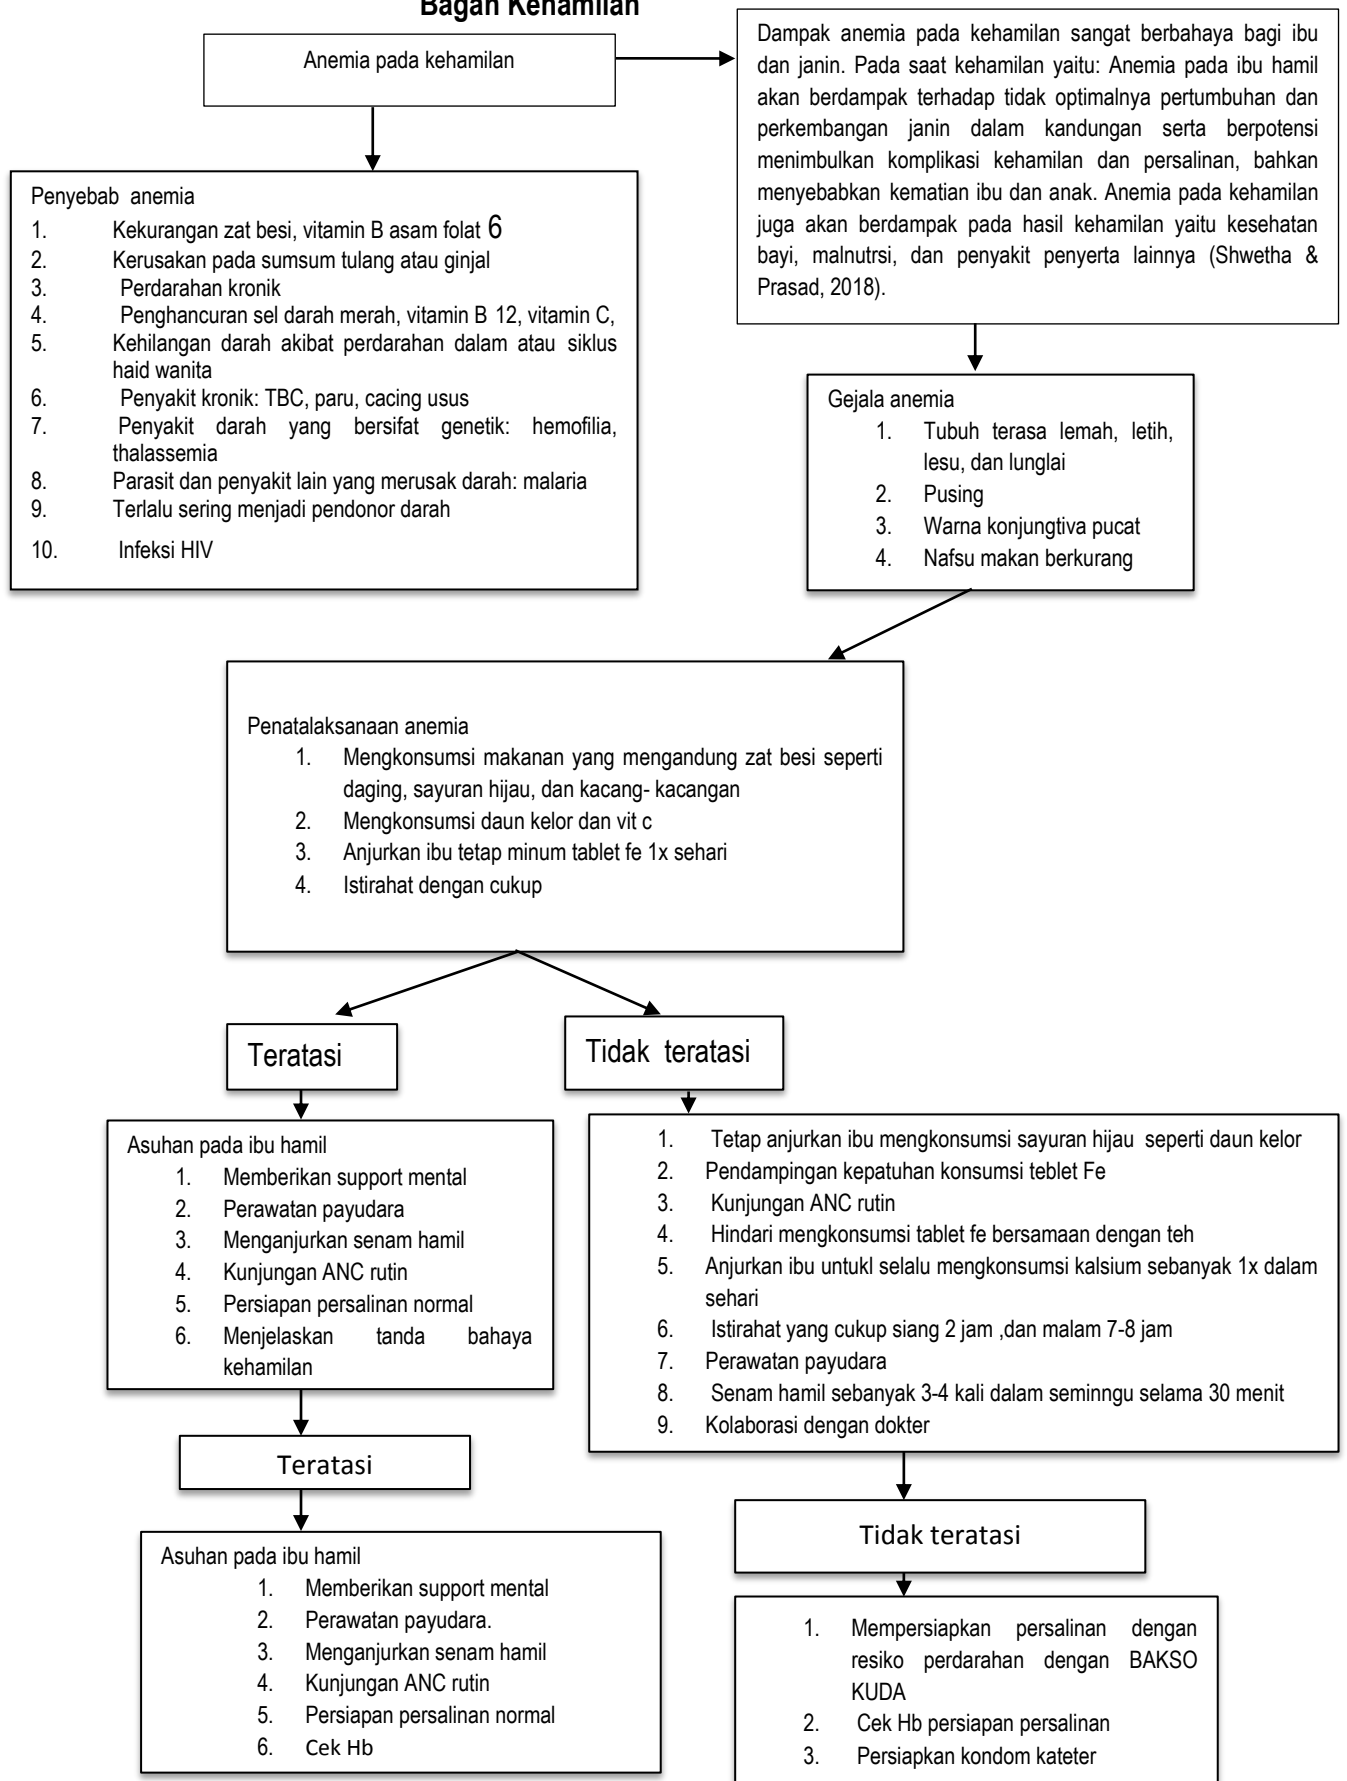 Bagan Kehamilan
Anemia pada kehamilan
Dampak anemia pada kehamilan sangat berbahaya bagi ibu
dan janin. Pada saat kehamilan yaitu: Anemia pada ibu hamil
akan berdampak terhadap tidak optimalnya pertumbuhan dan
perkembangan janin dalam kandungan serta berpotensi
menimbulkan komplikasi kehamilan dan persalinan, bahkan
menyebabkan kematian ibu dan anak. Anemia pada kehamilan
juga akan berdampak pada hasil kehamilan yaitu kesehatan
bayi, malnutrsi, dan penyakit penyerta lainnya (Shwetha &
Prasad, 2018).
Penyebab anemia
1. Kekurangan zat besi, vitamin B asam folat 6
2. Kerusakan pada sumsum tulang atau ginjal
3. Perdarahan kronik
4. Penghancuran sel darah merah, vitamin B 12, vitamin C,
5. Kehilangan darah akibat perdarahan dalam atau siklus
haid wanita
6. Penyakit kronik: TBC, paru, cacing usus
7. Penyakit darah yang bersifat genetik: hemofilia,
thalassemia
8. Parasit dan penyakit lain yang merusak darah: malaria
9. Terlalu sering menjadi pendonor darah
10. Infeksi HIV
Gejala anemia
1. Tubuh terasa lemah, letih,
lesu, dan lunglai
2. Pusing
3. Warna konjungtiva pucat
4. Nafsu makan berkurang
Penatalaksanaan anemia
1. Mengkonsumsi makanan yang mengandung zat besi seperti
daging, sayuran hijau, dan kacang- kacangan
2. Mengkonsumsi daun kelor dan vit c
3. Anjurkan ibu tetap minum tablet fe 1x sehari
4. Istirahat dengan cukup
Teratasi
Tidak teratasi
Asuhan pada ibu hamil
1. Memberikan support mental
2. Perawatan payudara
3. Menganjurkan senam hamil
4. Kunjungan ANC rutin
5. Persiapan persalinan normal
6. Menjelaskan tanda bahaya
kehamilan
1. Tetap anjurkan ibu mengkonsumsi sayuran hijau seperti daun kelor
2. Pendampingan kepatuhan konsumsi teblet Fe
3. Kunjungan ANC rutin
4. Hindari mengkonsumsi tablet fe bersamaan dengan teh
5. Anjurkan ibu untukl selalu mengkonsumsi kalsium sebanyak 1x dalam
sehari
6. Istirahat yang cukup siang 2 jam ,dan malam 7-8 jam
7. Perawatan payudara
8. Senam hamil sebanyak 3-4 kali dalam seminngu selama 30 menit
9. Kolaborasi dengan dokter
Teratasi
Tidak teratasi
Asuhan pada ibu hamil
1. Memberikan support mental
2. Perawatan payudara.
3. Menganjurkan senam hamil
4. Kunjungan ANC rutin
5. Persiapan persalinan normal
6. Cek Hb
1. Mempersiapkan persalinan dengan
resiko perdarahan dengan BAKSO
KUDA
2. Cek Hb persiapan persalinan
3. Persiapkan kondom kateter